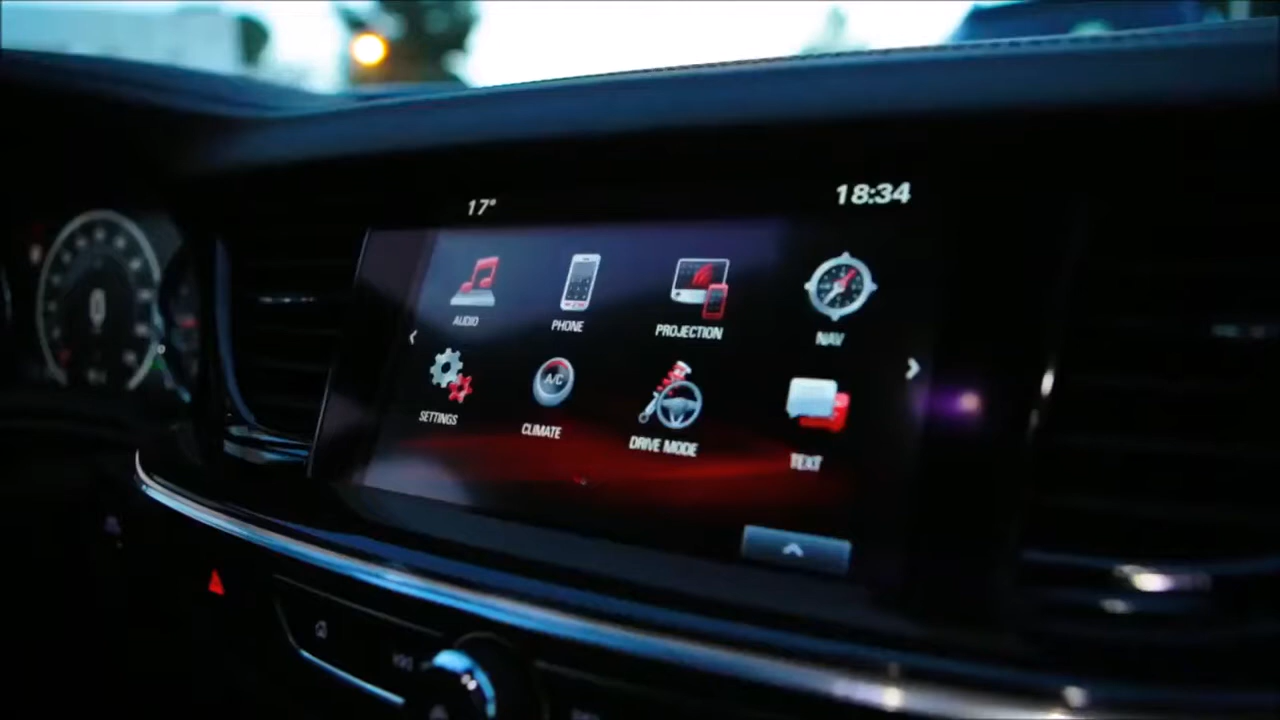 17°
18:34
AUDIO
PHONE
PROJECTION
NAV
SETTINGS
A/C
CLIMATE
DRIVE MODE
TEXT